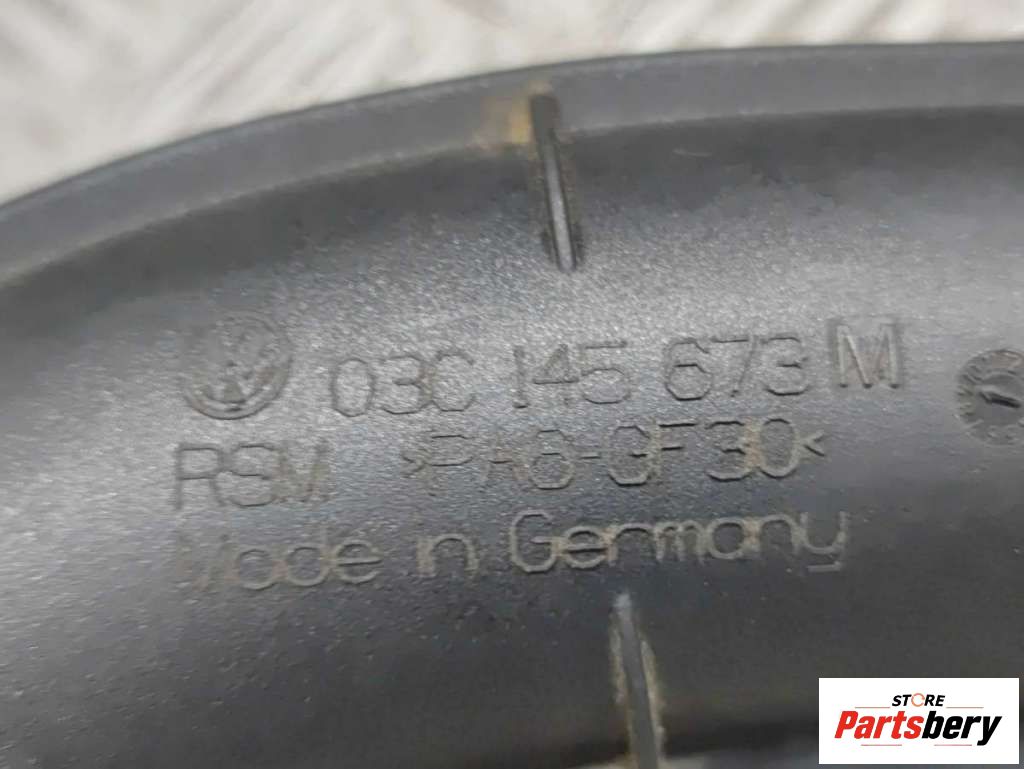 03C 145 673 M
RSM. >PA6-GF30<
Made in Germany
STORE
Partsbery